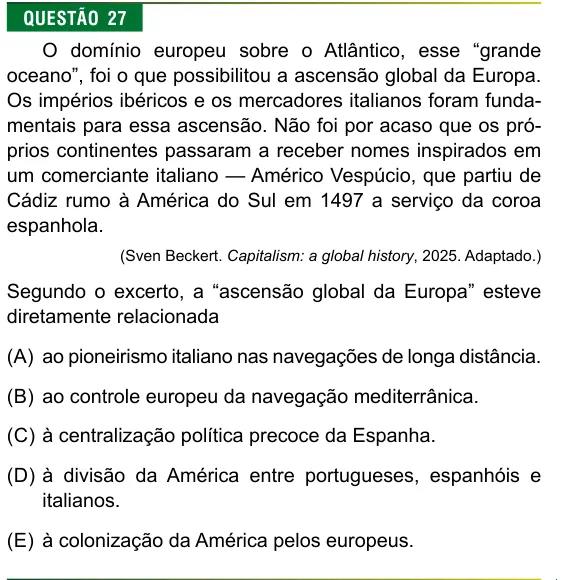 QUESTÃO 27
O domínio europeu sobre o Atlântico, esse “grande
oceano”, foi o que possibilitou a ascensão global da Europa.
Os impérios ibéricos e os mercadores italianos foram funda-
mentais para essa ascensão. Não foi por acaso que os pró-
prios continentes passaram a receber nomes inspirados em
um comerciante italiano — Américo Vespúcio, que partiu de
Cádiz rumo à América do Sul em 1497 a serviço da coroa
espanhola.
(Sven Beckert. Capitalism: a global history, 2025. Adaptado.)
Segundo o excerto, a “ascensão global da Europa” esteve
diretamente relacionada
(A) ao pioneirismo italiano nas navegações de longa distância.
(B) ao controle europeu da navegação mediterrânica.
(C) à centralização política precoce da Espanha.
(D) à divisão da América entre portugueses, espanhóis e
italianos.
(E) à colonização da América pelos europeus.